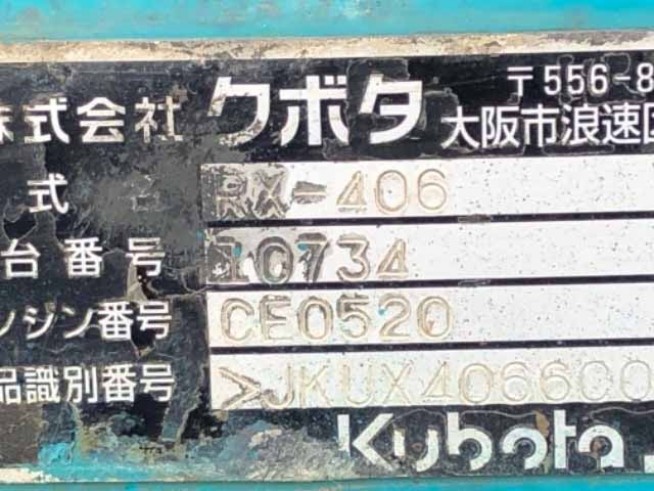 株式会社 クボタ 〒556-8
大阪市浪速区
式 RX-406
台番号 10734
ンジン番号 CE0520
品識別番号 >JKUX4066C0
Kubota